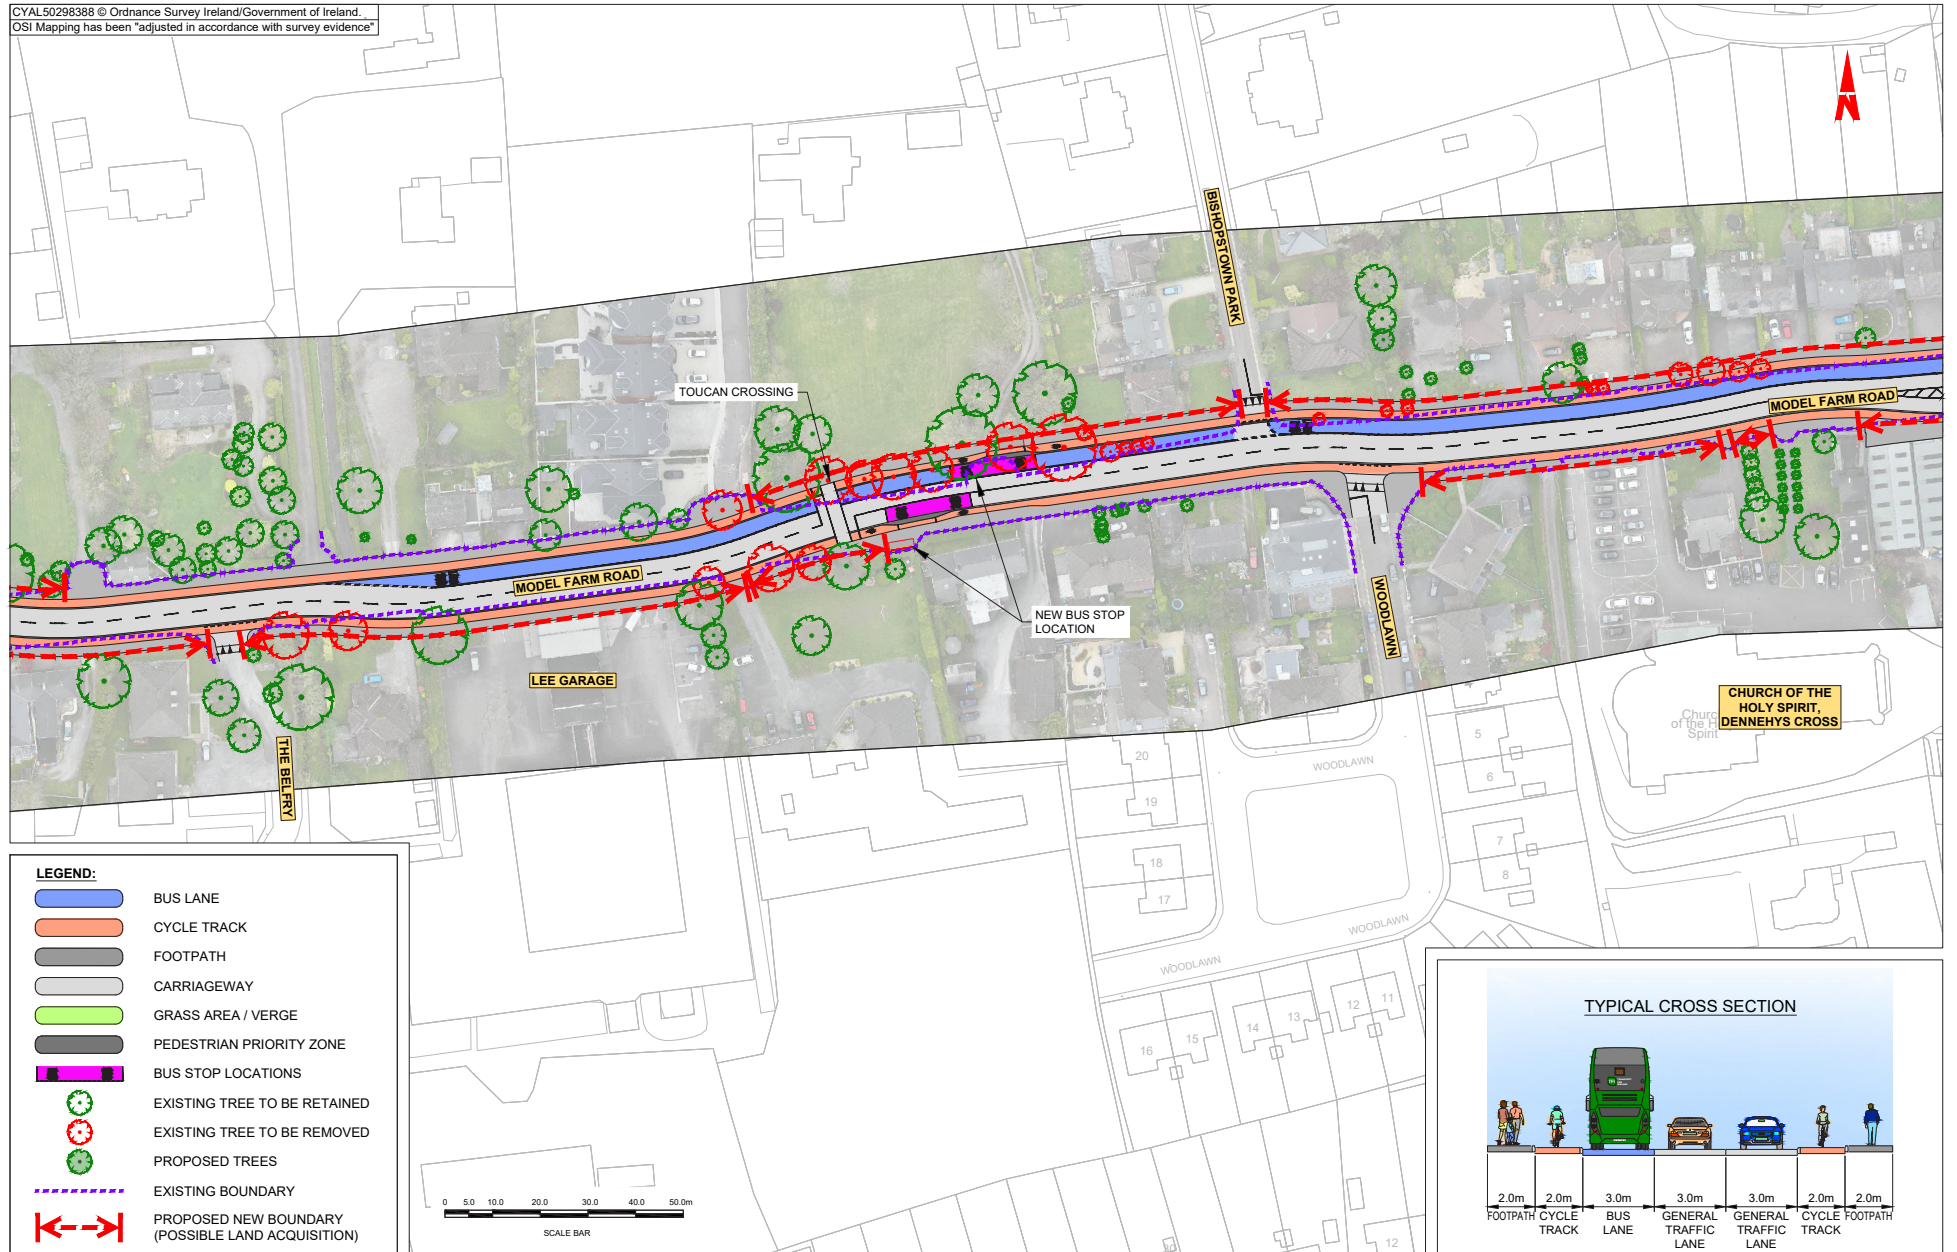 CYAL50298388 © Ordnance Survey Ireland/Government of Ireland.
OSI Mapping has been "adjusted in accordance with survey evidence"
N
BISHOPSTOWN PARK
TOUCAN CROSSING
MODEL FARM ROAD
MODEL FARM ROAD
NEW BUS STOP
LOCATION
WOODLAWN
LEE GARAGE
THE BELFRY
CHURCH OF THE
HOLY SPIRIT,
DENNEHYS CROSS
of the H
Spirit
WOODLAWN
WOODLAWN
WOODLAWN
20
19
18
17
5
6
7
8
16
15
14
13
12
11
12
LEGEND:
BUS LANE
CYCLE TRACK
FOOTPATH
CARRIAGEWAY
GRASS AREA / VERGE
PEDESTRIAN PRIORITY ZONE
BUS STOP LOCATIONS
EXISTING TREE TO BE RETAINED
EXISTING TREE TO BE REMOVED
PROPOSED TREES
EXISTING BOUNDARY
PROPOSED NEW BOUNDARY
(POSSIBLE LAND ACQUISITION)
0 5.0 10.0 20.0 30.0 40.0 50.0m
SCALE BAR
TYPICAL CROSS SECTION
2.0m 2.0m 3.0m 3.0m 3.0m 2.0m 2.0m
FOOTPATH CYCLE BUS GENERAL GENERAL CYCLE FOOTPATH
TRACK LANE TRAFFIC TRAFFIC TRACK
LANE LANE